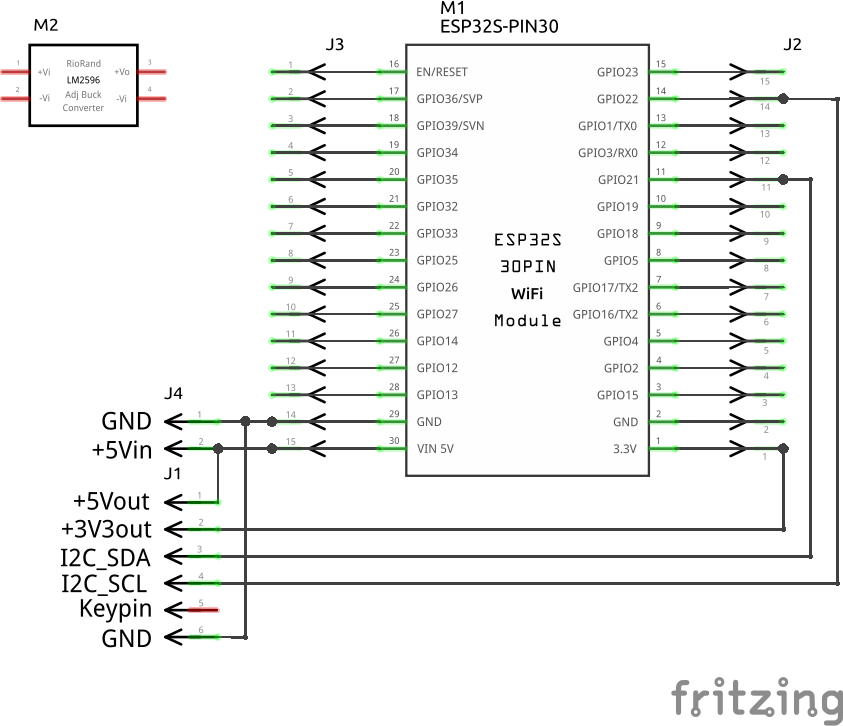 M2
1 +Vi RioRand +Vo 3
LM2596
2 -Vi Adj Buck -Vi 4
Converter
M1
ESP32S-PIN30
J3
J2
1 16 EN/RESET GPIO23 15 15
2 17 GPIO36/SVP GPIO22 14 14
3 18 GPIO39/SVN GPIO1/TX0 13 13
4 19 GPIO34 GPIO3/RX0 12 12
5 20 GPIO35 GPIO21 11 11
6 21 GPIO32 GPIO19 10 10
7 22 GPIO33 GPIO18 9 9
8 23 GPIO25 GPIO5 8 8
9 24 GPIO26 GPIO17/TX2 7 7
10 25 GPIO27 GPIO16/TX2 6 6
11 26 GPIO14 GPIO4 5 5
12 27 GPIO12 GPIO2 4 4
13 28 GPIO13 GPIO15 3 3
14 29 GND GND 2 2
15 30 VIN 5V 3.3V 1 1
ESP32S
30PIN
WiFi
Module
J4
GND 1
+5Vin 2
J1
+5Vout 1
+3V3out 2
I2C_SDA 3
I2C_SCL 4
Keypin 5
GND 6
fritzing